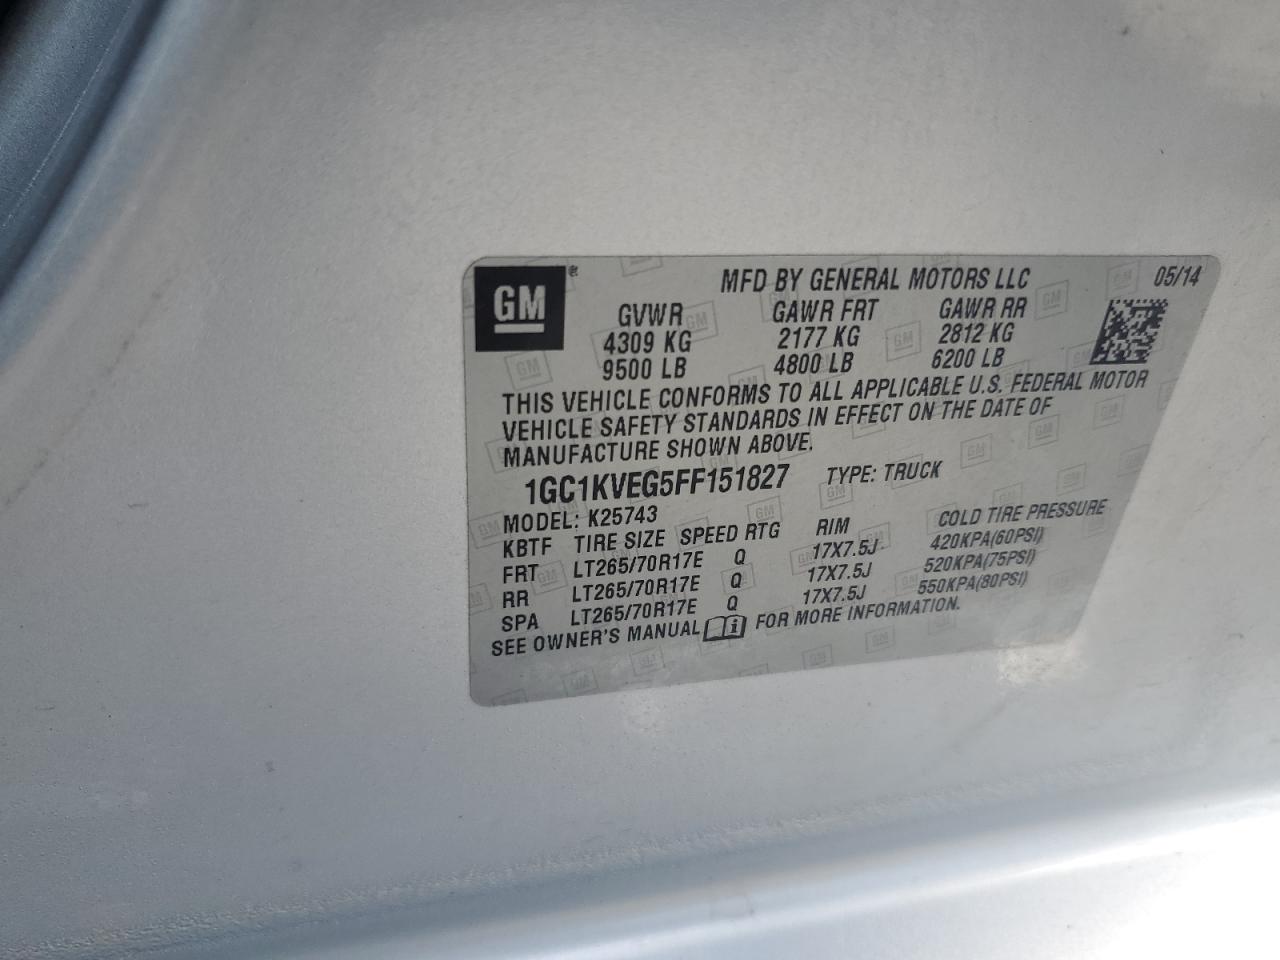 GM ®
MFD BY GENERAL MOTORS LLC 05/14
GVWR GAWR FRT GAWR RR
4309 KG 2177 KG 2812 KG
9500 LB 4800 LB 6200 LB
THIS VEHICLE CONFORMS TO ALL APPLICABLE U.S. FEDERAL MOTOR
VEHICLE SAFETY STANDARDS IN EFFECT ON THE DATE OF
MANUFACTURE SHOWN ABOVE.
1GC1KVEG5FF151827 TYPE: TRUCK
MODEL: K25743
KBTF TIRE SIZE SPEED RTG RIM COLD TIRE PRESSURE
FRT LT265/70R17E Q 17X7.5J 420KPA(60PSI)
RR LT265/70R17E Q 17X7.5J 520KPA(75PSI)
SPA LT265/70R17E Q 17X7.5J 550KPA(80PSI)
SEE OWNER'S MANUAL i FOR MORE INFORMATION.